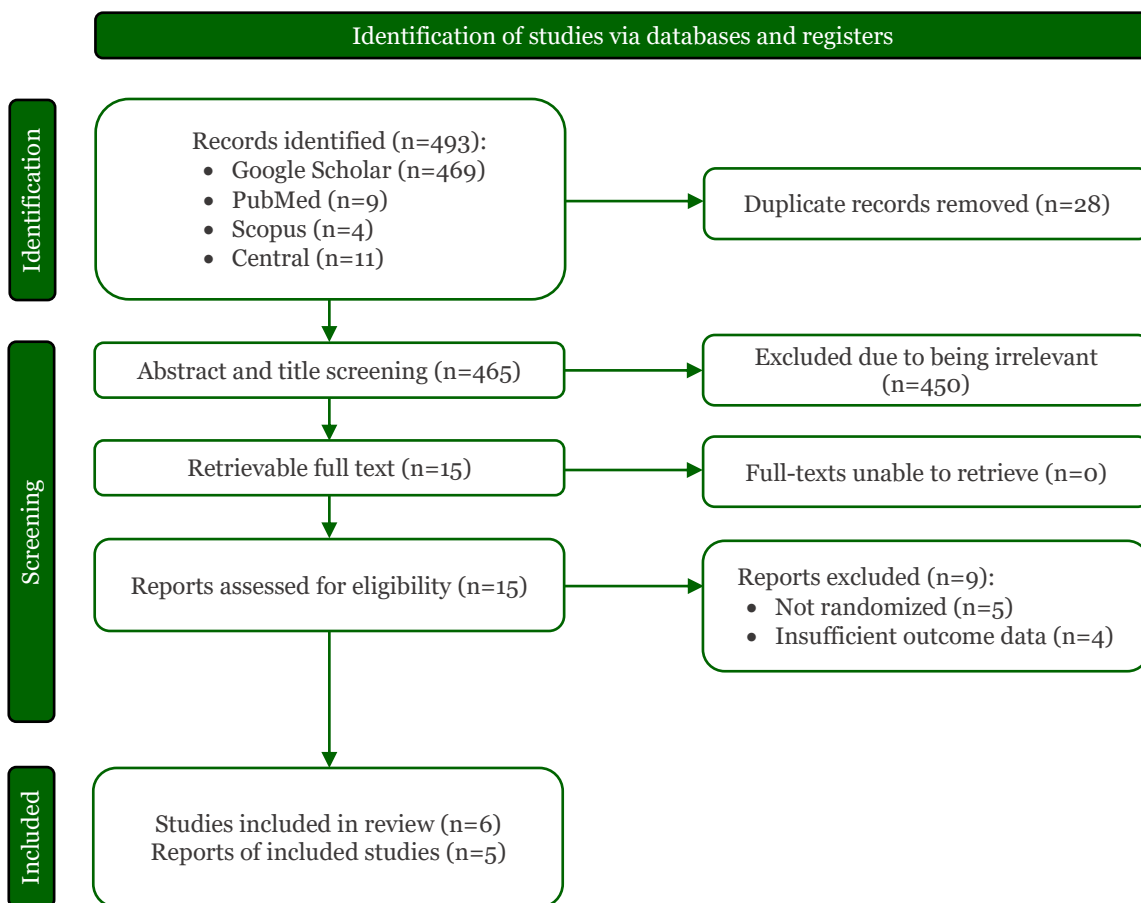 Identification of studies via databases and registers
Identification
Records identified (n=493):
• Google Scholar (n=469)
• PubMed (n=9)
• Scopus (n=4)
• Central (n=11)
Duplicate records removed (n=28)
Screening
Abstract and title screening (n=465)
Excluded due to being irrelevant
(n=450)
Retrievable full text (n=15)
Full-texts unable to retrieve (n=0)
Reports assessed for eligibility (n=15)
Reports excluded (n=9):
• Not randomized (n=5)
• Insufficient outcome data (n=4)
Included
Studies included in review (n=6)
Reports of included studies (n=5)